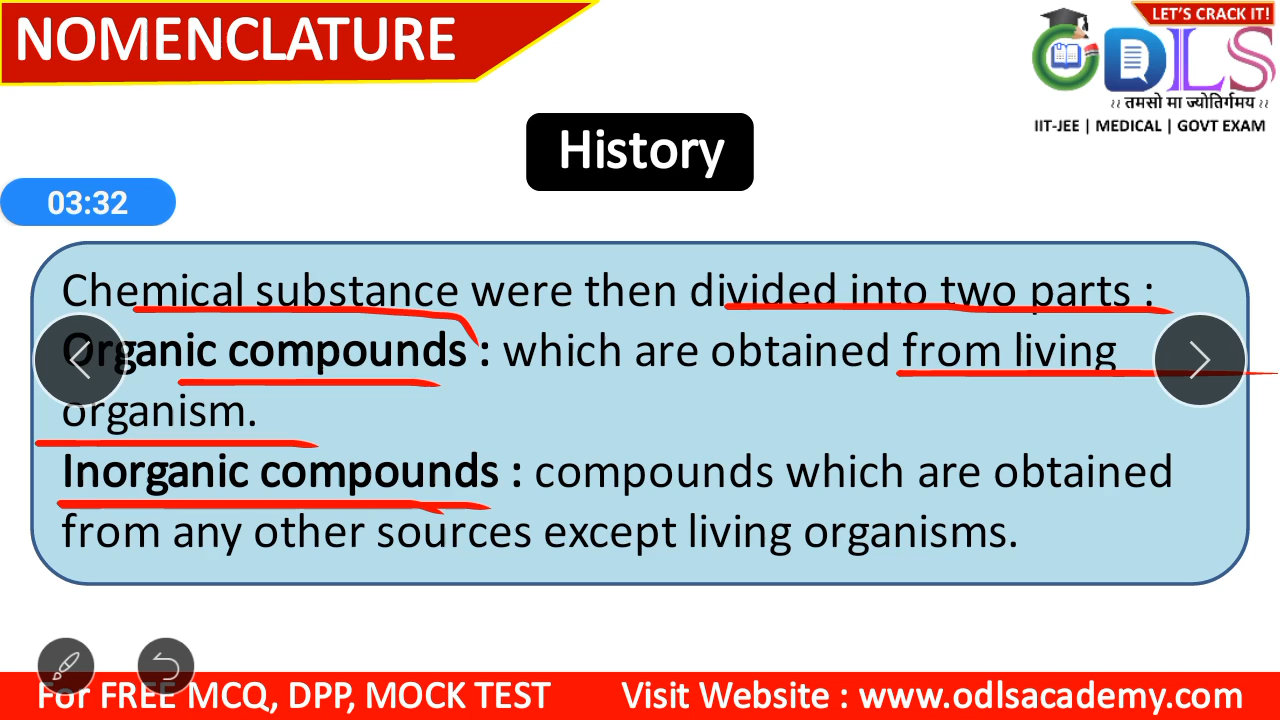 NOMENCLATURE
LET'S CRACK IT!
ODLS
।। तमसो मा ज्योतिर्गमय ।।
IIT-JEE | MEDICAL | GOVT EXAM
History
03:32
Chemical substance were then divided into two parts :
Organic compounds : which are obtained from living
organism.
Inorganic compounds : compounds which are obtained
from any other sources except living organisms.
For FREE MCQ, DPP, MOCK TEST Visit Website : www.odlsacademy.com